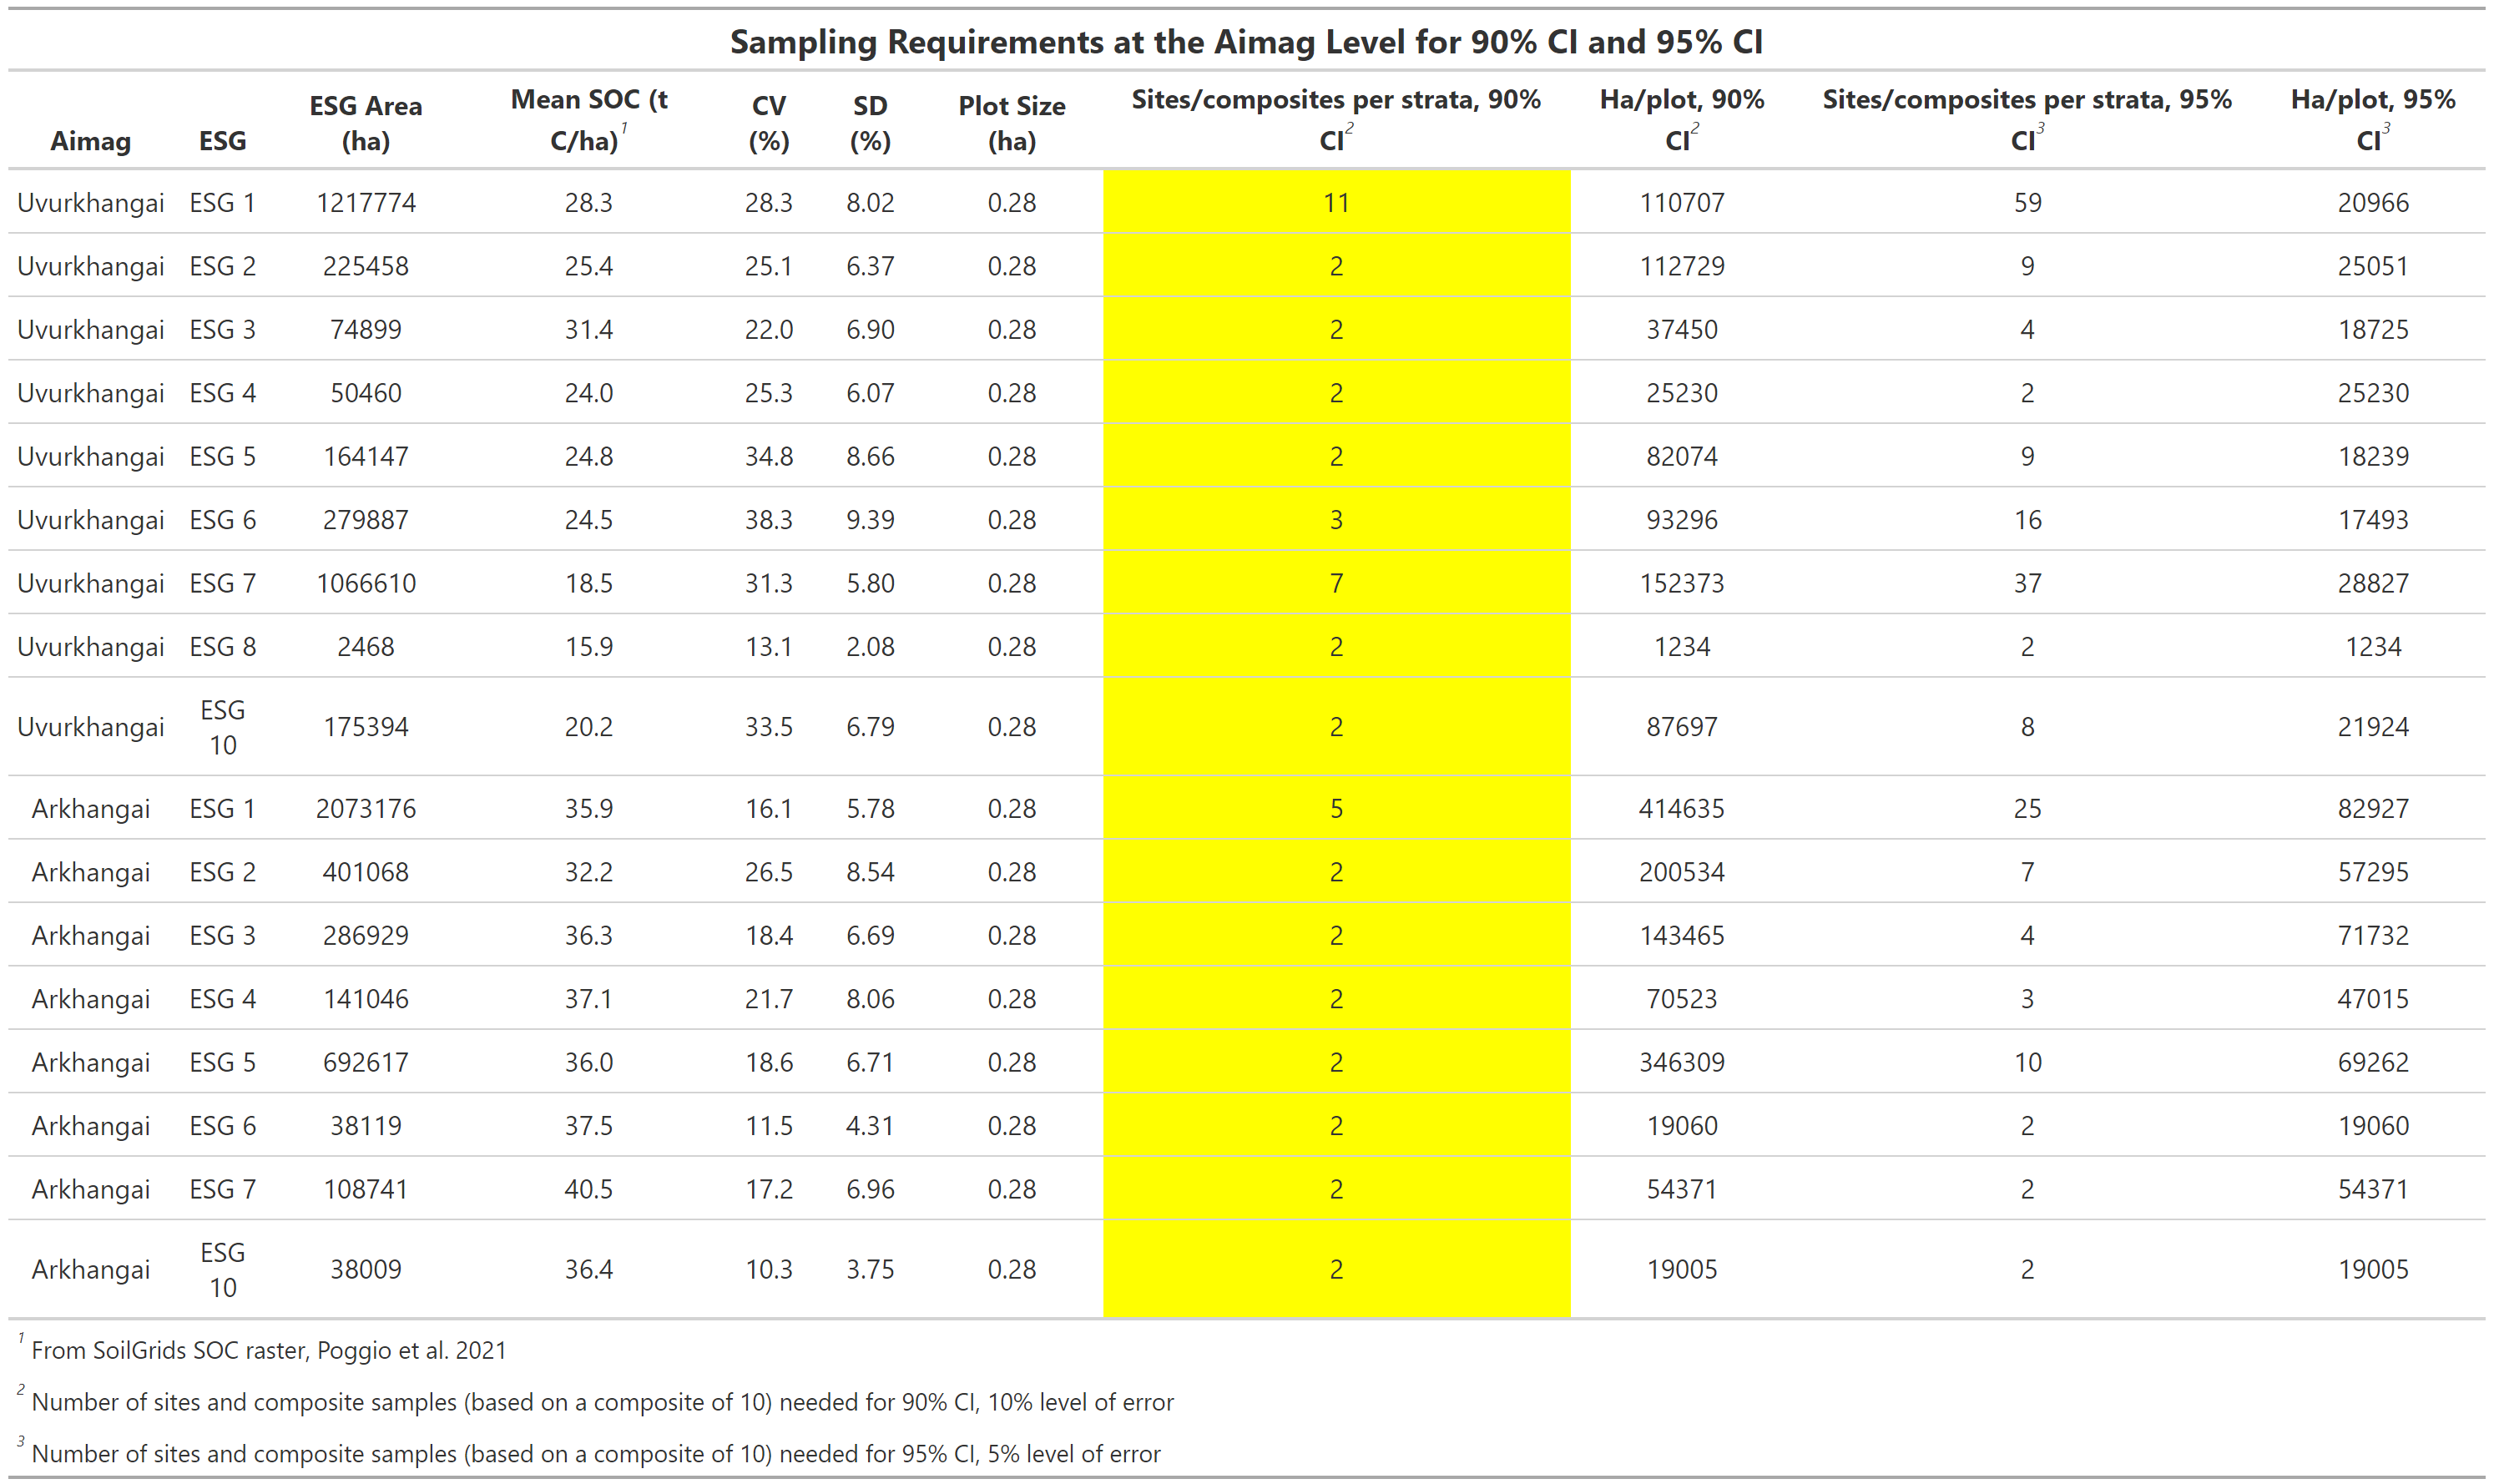 Sampling Requirements at the Aimag Level for 90% CI and 95% CI
Aimag ESG ESG Area (ha) Mean SOC (t C/ha)1 CV (%) SD (%) Plot Size (ha) Sites/composites per strata, 90% CI2 Ha/plot, 90% CI2 Sites/composites per strata, 95% CI3 Ha/plot, 95% CI3
Uvurkhangai ESG 1 1217774 28.3 28.3 8.02 0.28 11 110707 59 20966
Uvurkhangai ESG 2 225458 25.4 25.1 6.37 0.28 2 112729 9 25051
Uvurkhangai ESG 3 74899 31.4 22.0 6.90 0.28 2 37450 4 18725
Uvurkhangai ESG 4 50460 24.0 25.3 6.07 0.28 2 25230 2 25230
Uvurkhangai ESG 5 164147 24.8 34.8 8.66 0.28 2 82074 9 18239
Uvurkhangai ESG 6 279887 24.5 38.3 9.39 0.28 3 93296 16 17493
Uvurkhangai ESG 7 1066610 18.5 31.3 5.80 0.28 7 152373 37 28827
Uvurkhangai ESG 8 2468 15.9 13.1 2.08 0.28 2 1234 2 1234
Uvurkhangai ESG 10 175394 20.2 33.5 6.79 0.28 2 87697 8 21924
Arkhangai ESG 1 2073176 35.9 16.1 5.78 0.28 5 414635 25 82927
Arkhangai ESG 2 401068 32.2 26.5 8.54 0.28 2 200534 7 57295
Arkhangai ESG 3 286929 36.3 18.4 6.69 0.28 2 143465 4 71732
Arkhangai ESG 4 141046 37.1 21.7 8.06 0.28 2 70523 3 47015
Arkhangai ESG 5 692617 36.0 18.6 6.71 0.28 2 346309 10 69262
Arkhangai ESG 6 38119 37.5 11.5 4.31 0.28 2 19060 2 19060
Arkhangai ESG 7 108741 40.5 17.2 6.96 0.28 2 54371 2 54371
Arkhangai ESG 10 38009 36.4 10.3 3.75 0.28 2 19005 2 19005
1 From SoilGrids SOC raster, Poggio et al. 2021
2 Number of sites and composite samples (based on a composite of 10) needed for 90% CI, 10% level of error
3 Number of sites and composite samples (based on a composite of 10) needed for 95% CI, 5% level of error